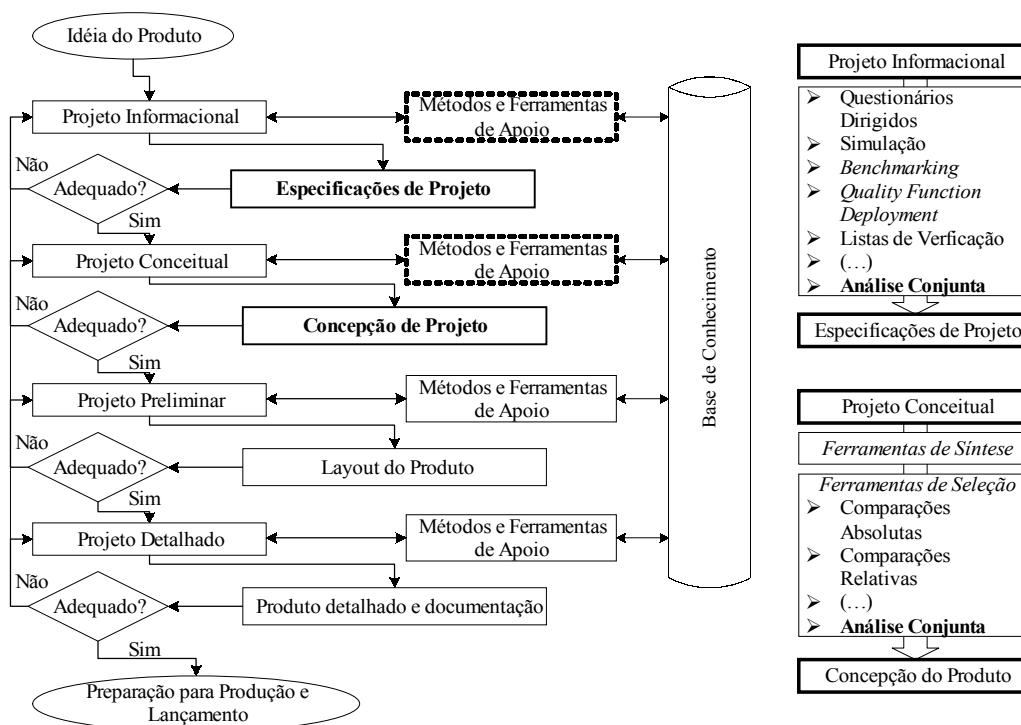 Idéia do Produto
Projeto Informacional
Métodos e Ferramentas
de Apoio
Não
Adequado?
Especificações de Projeto
Sim
Projeto Conceitual
Métodos e Ferramentas
de Apoio
Não
Adequado?
Concepção de Projeto
Sim
Projeto Preliminar
Métodos e Ferramentas
de Apoio
Não
Adequado?
Layout do Produto
Sim
Projeto Detalhado
Métodos e Ferramentas
de Apoio
Não
Adequado?
Produto detalhado e documentação
Sim
Preparação para Produção e
Lançamento
Base de Conhecimento
Projeto Informacional
Questionários
Dirigidos
Simulação
Benchmarking
Quality Function
Deployment
Listas de Verficação
(…)
Análise Conjunta
Especificações de Projeto
Projeto Conceitual
Ferramentas de Síntese
Ferramentas de Seleção
Comparações
Absolutas
Comparações
Relativas
(…)
Análise Conjunta
Concepção do Produto